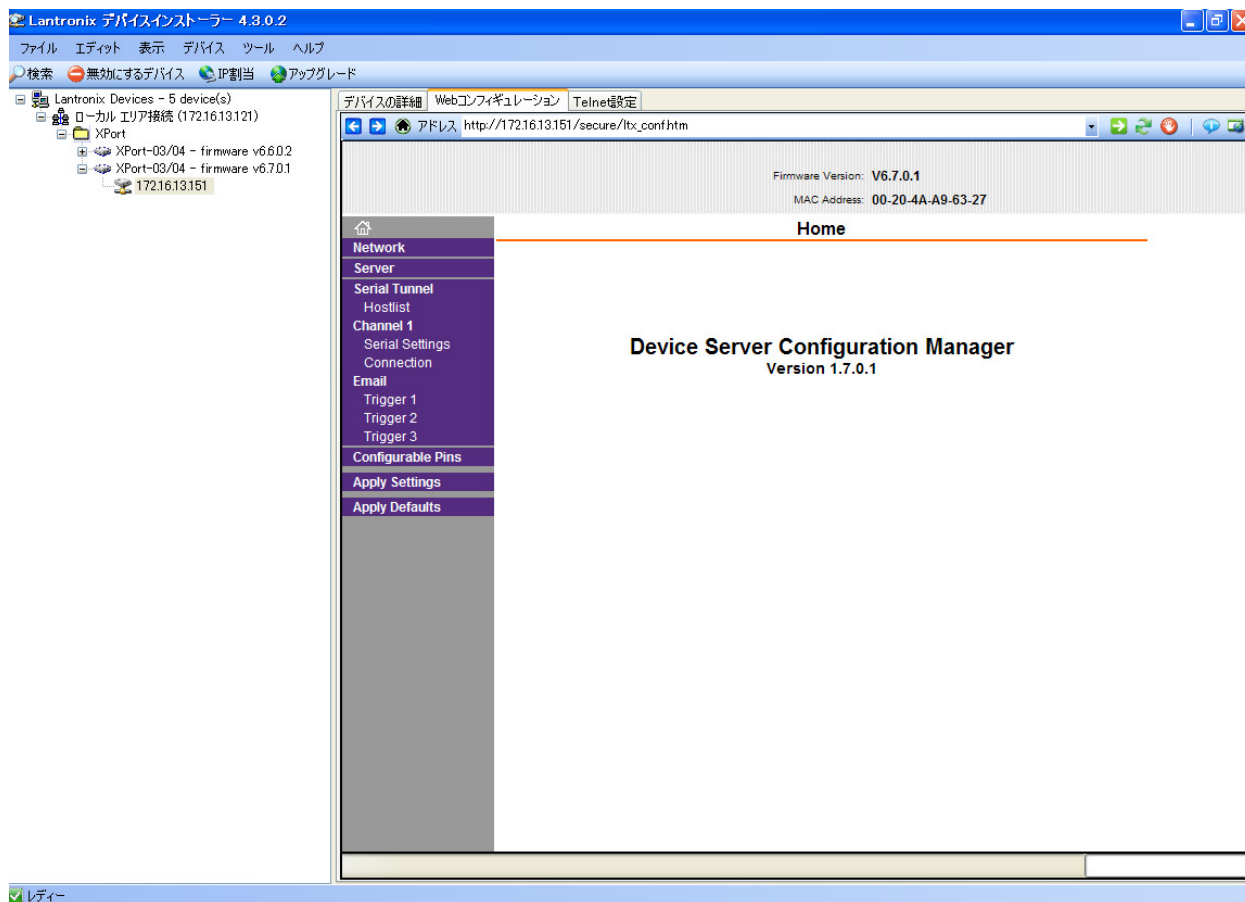 Lantronix デバイスインストーラー 4.3.0.2
ファイル エディット 表示 デバイス ツール ヘルプ
検索 無効にするデバイス IP割当 アップグレード
Lantronix Devices - 5 device(s)
ローカル エリア接続 (172.16.13.121)
XPort
XPort-03/04 - firmware v6.6.0.2
XPort-03/04 - firmware v6.7.0.1
172.16.13.151
デバイスの詳細 Webコンフィギュレーション Telnet設定
アドレス http://172.16.13.151/secure/ltx_conf.htm
Firmware Version: V6.7.0.1
MAC Address: 00-20-4A-A9-63-27
Home
Network
Server
Serial Tunnel
Hostlist
Channel 1
Serial Settings
Connection
Email
Trigger 1
Trigger 2
Trigger 3
Configurable Pins
Apply Settings
Apply Defaults
Device Server Configuration Manager
Version 1.7.0.1
レディー